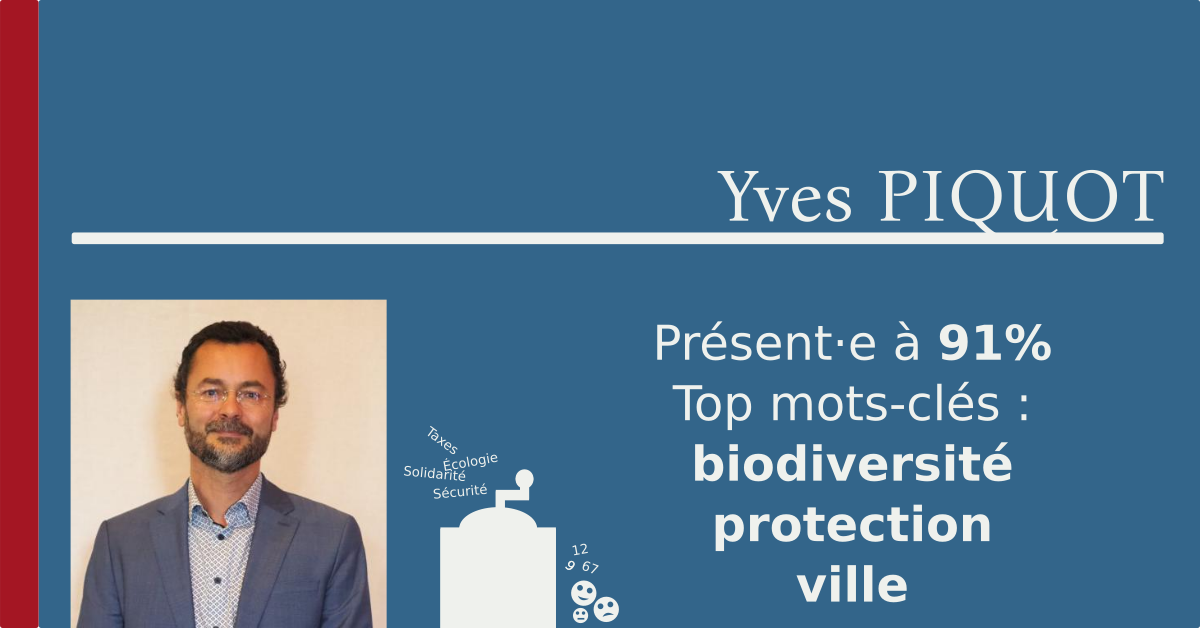 Yves PIQUOT
Présent·e à 91%
Top mots-clés :
biodiversité
protection
ville
Taxes
Écologie
Solidarité
Sécurité
12
9 67